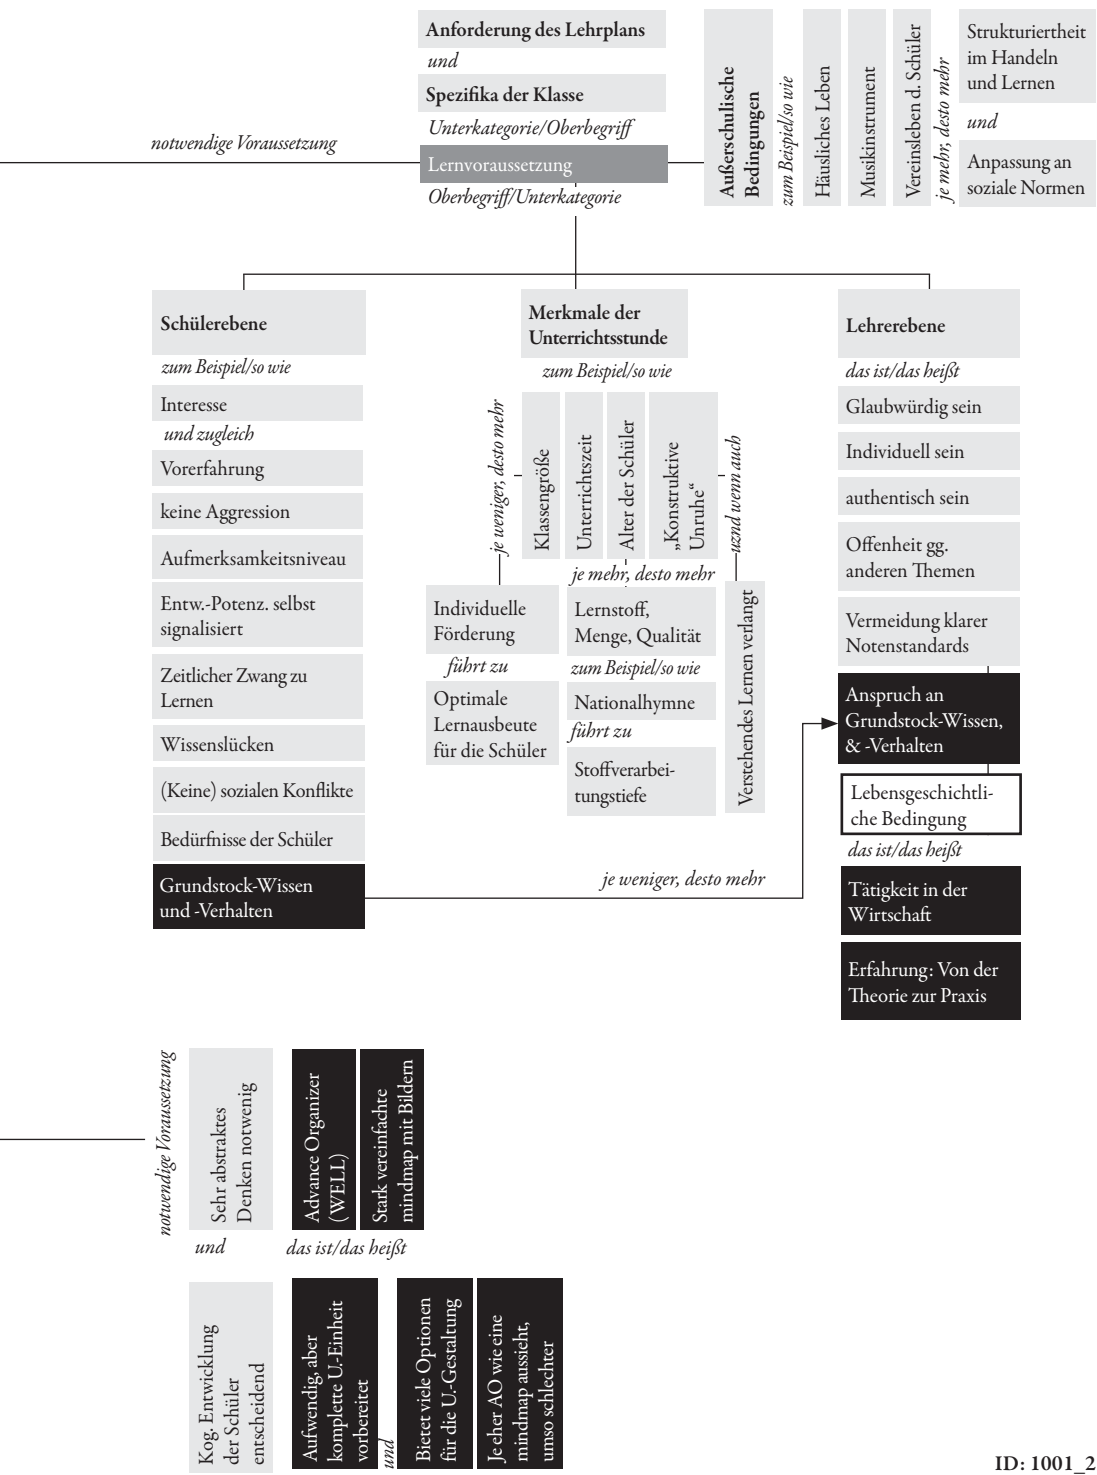 Anforderung des Lehrplans
und
Spezifika der Klasse
Unterkategorie/Oberbegriff
notwendige Voraussetzung
Lernvoraussetzung
Oberbegriff/Unterkategorie
Außerschulische
Bedingungen
zum Beispiel/so wie
Häusliches Leben
Musikinstrument
Vereinsleben d. Schüler
je mehr, desto mehr
Strukturiertheit
im Handeln
und Lernen
und
Anpassung an
soziale Normen
Schülerebene
zum Beispiel/so wie
Interesse
und zugleich
Vorerfahrung
keine Aggression
Aufmerksamkeitsniveau
Entw.-Potenz. selbst
signalisiert
Zeitlicher Zwang zu
Lernen
Wissenslücken
(Keine) sozialen Konflikte
Bedürfnisse der Schüler
Grundstock-Wissen
und -Verhalten
je weniger, desto mehr
Merkmale der
Unterrichtsstunde
zum Beispiel/so wie
je weniger, desto mehr
Klassengröße
Unterrichtszeit
Alter der Schüler
„Konstruktive
Unruhe“
uznd wenn auch
je mehr, desto mehr
Individuelle
Förderung
führt zu
Optimale
Lernausbeute
für die Schüler
Lernstoff,
Menge, Qualität
zum Beispiel/so wie
Nationalhymne
führt zu
Stoffverarbei-
tungstiefe
Verstehendes Lernen verlangt
Lehrerebene
das ist/das heißt
Glaubwürdig sein
Individuell sein
authentisch sein
Offenheit gg.
anderen Themen
Vermeidung klarer
Notenstandards
Anspruch an
Grundstock-Wissen,
& -Verhalten
Lebensgeschichtli-
che Bedingung
das ist/das heißt
Tätigkeit in der
Wirtschaft
Erfahrung: Von der
Theorie zur Praxis
notwendige Voraussetzung
Sehr abstraktes
Denken notwenig
und
Kog. Entwicklung
der Schüler
entscheidend
Advance Organizer
(WELL)
Stark vereinfachte
mindmap mit Bildern
das ist/das heißt
Aufwendig, aber
komplette U.-Einheit
vorbereitet
und
Bietet viele Optionen
für die U.-Gestaltung
Je eher AO wie eine
mindmap aussieht,
umso schlechter
ID: 1001_2